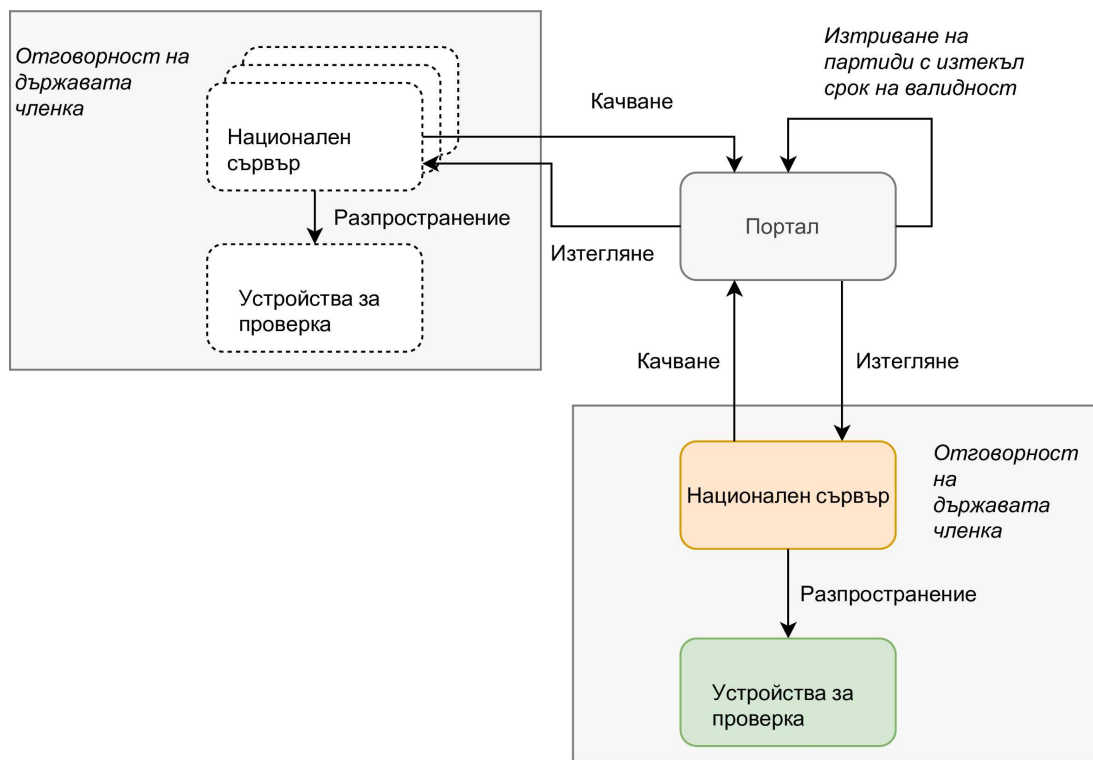 Отговорност на
държавата
членка
Национален
сървър
Разпространение
Устройства за
проверка
Качване
Изтегляне
Изтриване на
партиди с изтекъл
срок на валидност
Портал
Качване
Изтегляне
Национален сървър
Отговорност
на
държавата
членка
Разпространение
Устройства за
проверка